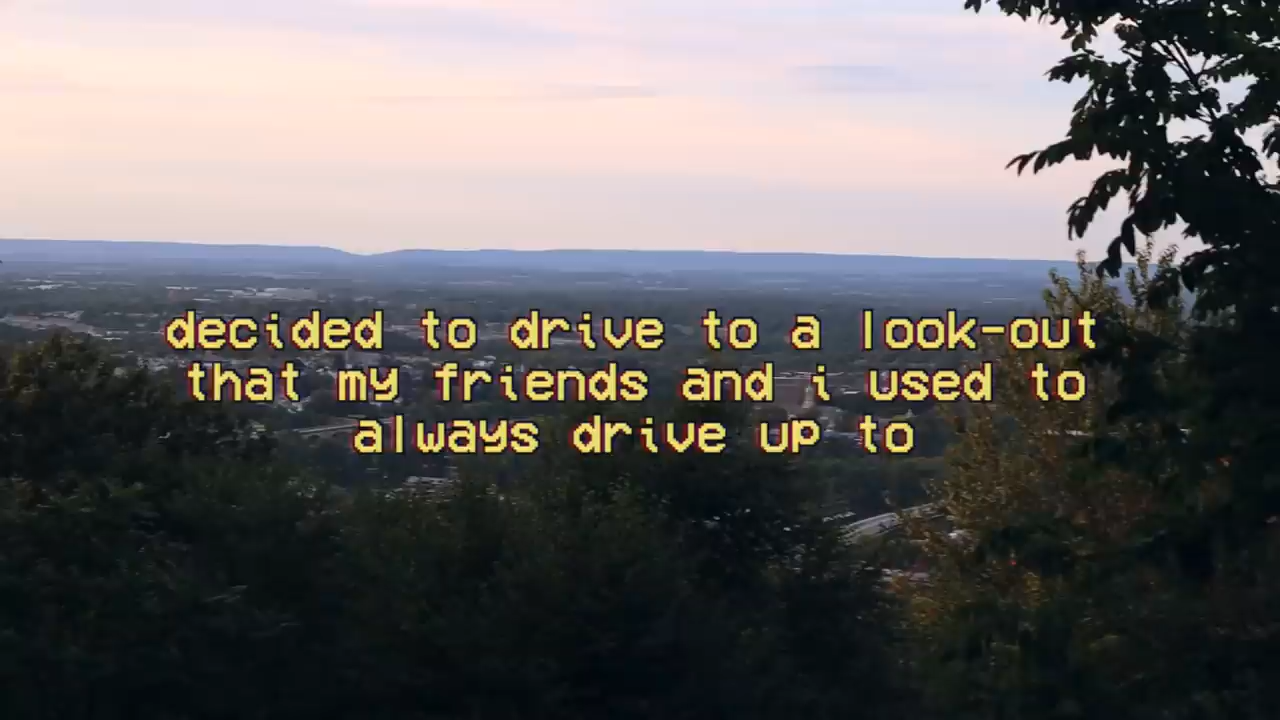 decided to drive to a look-out
that my friends and i used to
always drive up to